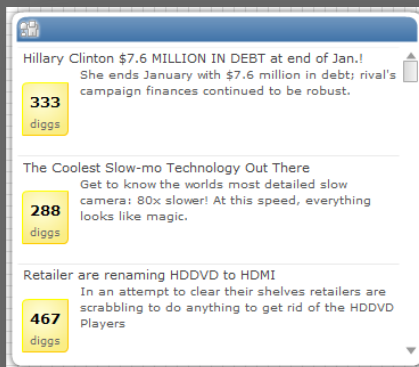 Hillary Clinton $7.6 MILLION IN DEBT at end of Jan.!
She ends January with $7.6 million in debt; rival's
campaign finances continued to be robust.
333
diggs
The Coolest Slow-mo Technology Out There
Get to know the worlds most detailed slow
camera: 80x slower! At this speed, everything
looks like magic.
288
diggs
Retailer are renaming HDDVD to HDMI
In an attempt to clear their shelves retailers are
scrabbling to do anything to get rid of the HDDVD
Players
467
diggs